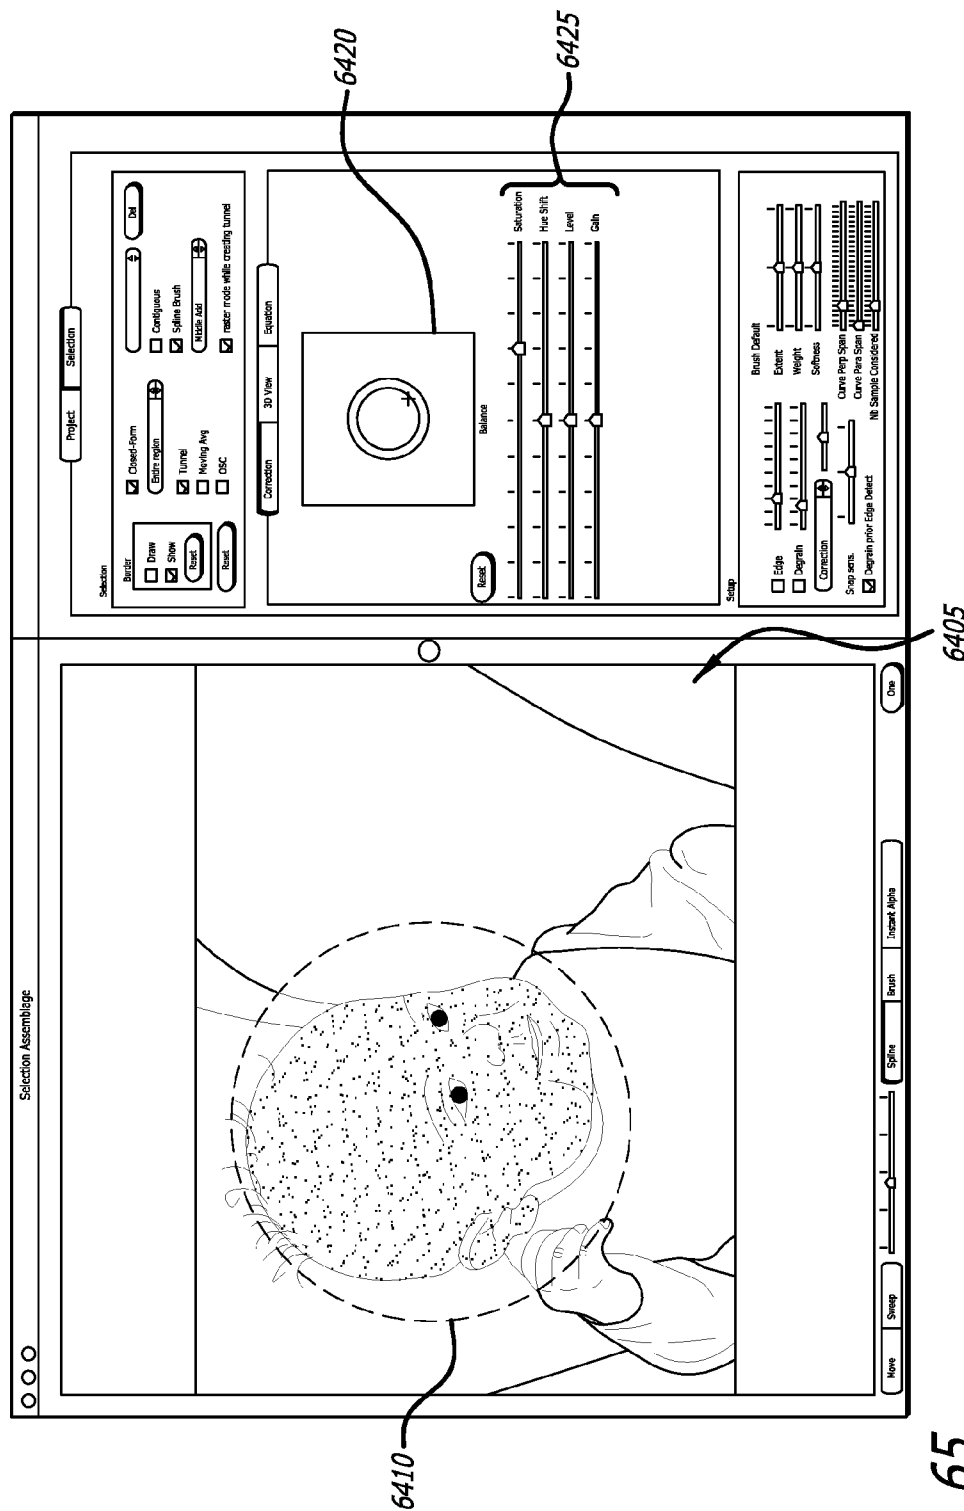 Selection Assemblage
Project
Selection
Selection
Border
Draw
Show
Reset
Reset
Closed-Form
Entire region
Tunnel
Moving Avg
OSC
Del
Contiguous
Spline Brush
Middle Add
raster mode while creating tunnel
Correction
3D View
Equation
Balance
6420
Reset
Saturation
Hue Shift
Level
Gain
6425
Setup
Edge
Degrain
Correction
Snap sens.
Degrain prior Edge Detect
Brush Default
Extent
Weight
Softness
Curve Perp Span
Curve Para Span
Nb Sample Considered
6410
6405
Move
Sweep
Spline
Brush
Instant Alpha
One
65